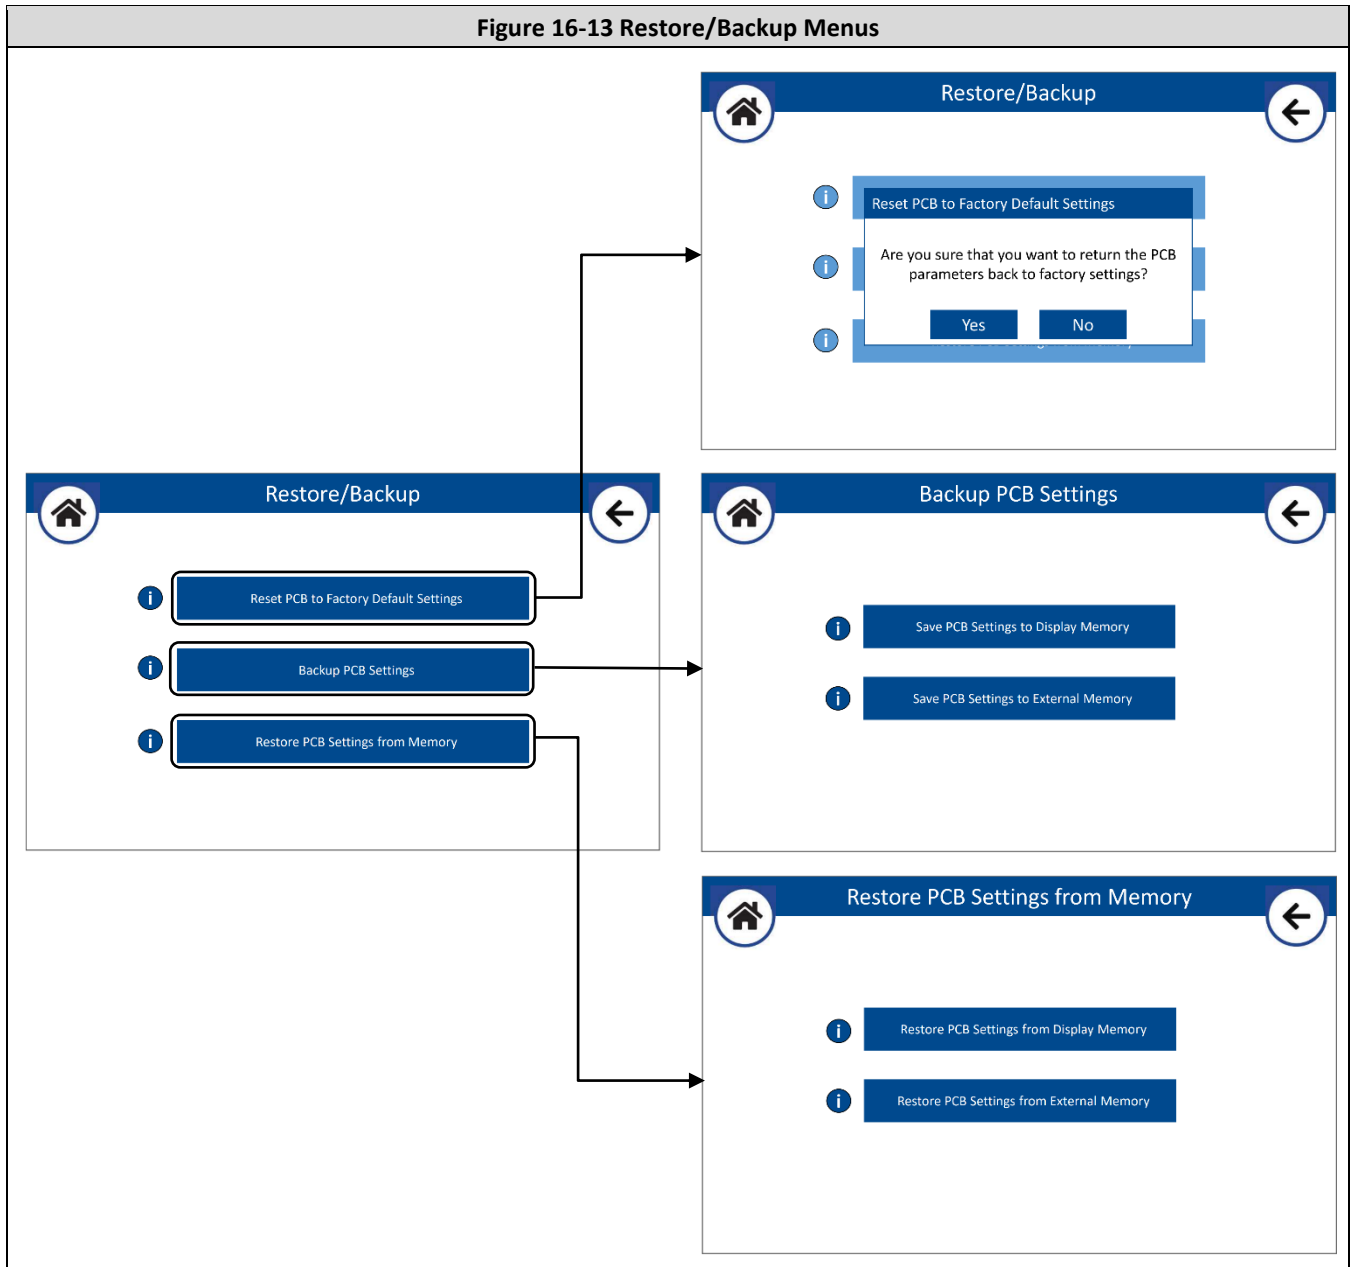 Figure 16-13 Restore/Backup Menus
Restore/Backup
i
Reset PCB to Factory Default Settings
i
Are you sure that you want to return the PCB
parameters back to factory settings?
Yes No
i
Restore/Backup
i Reset PCB to Factory Default Settings
i Backup PCB Settings
i Restore PCB Settings from Memory
Backup PCB Settings
i Save PCB Settings to Display Memory
i Save PCB Settings to External Memory
Restore PCB Settings from Memory
i Restore PCB Settings from Display Memory
i Restore PCB Settings from External Memory